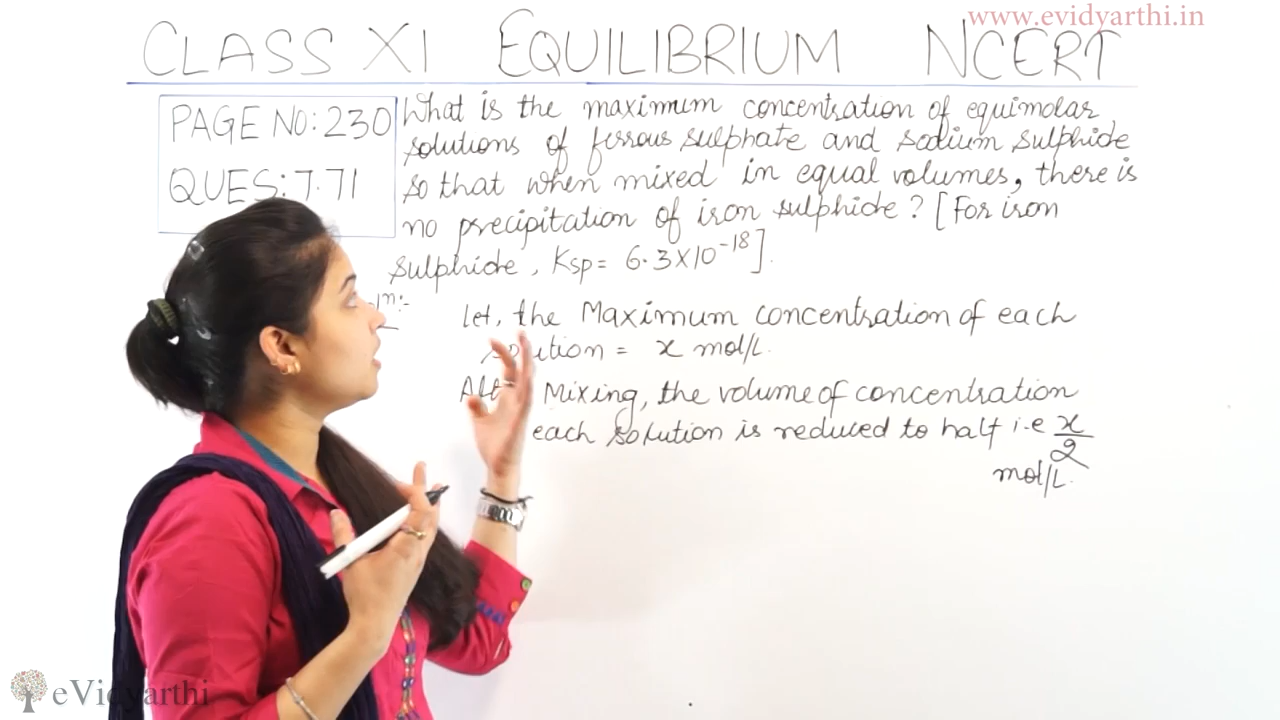 www.evidyarthi.in
CLASS XI EQUILIBRIUM NCERT
PAGE NO: 230
QUES: 7.71
What is the maximum concentration of equimolar
solutions of ferrous sulphate and sodium sulphide
so that when mixed in equal volumes, there is
no precipitation of iron sulphide? [For iron
sulphide, Ksp = 6.3×10⁻¹⁸].
Let, the Maximum concentration of each
solution = x mol/L.
Mixing, the volume of concentration
each solution is reduced to half i.e x/2
mol/L.
eVidyarthi